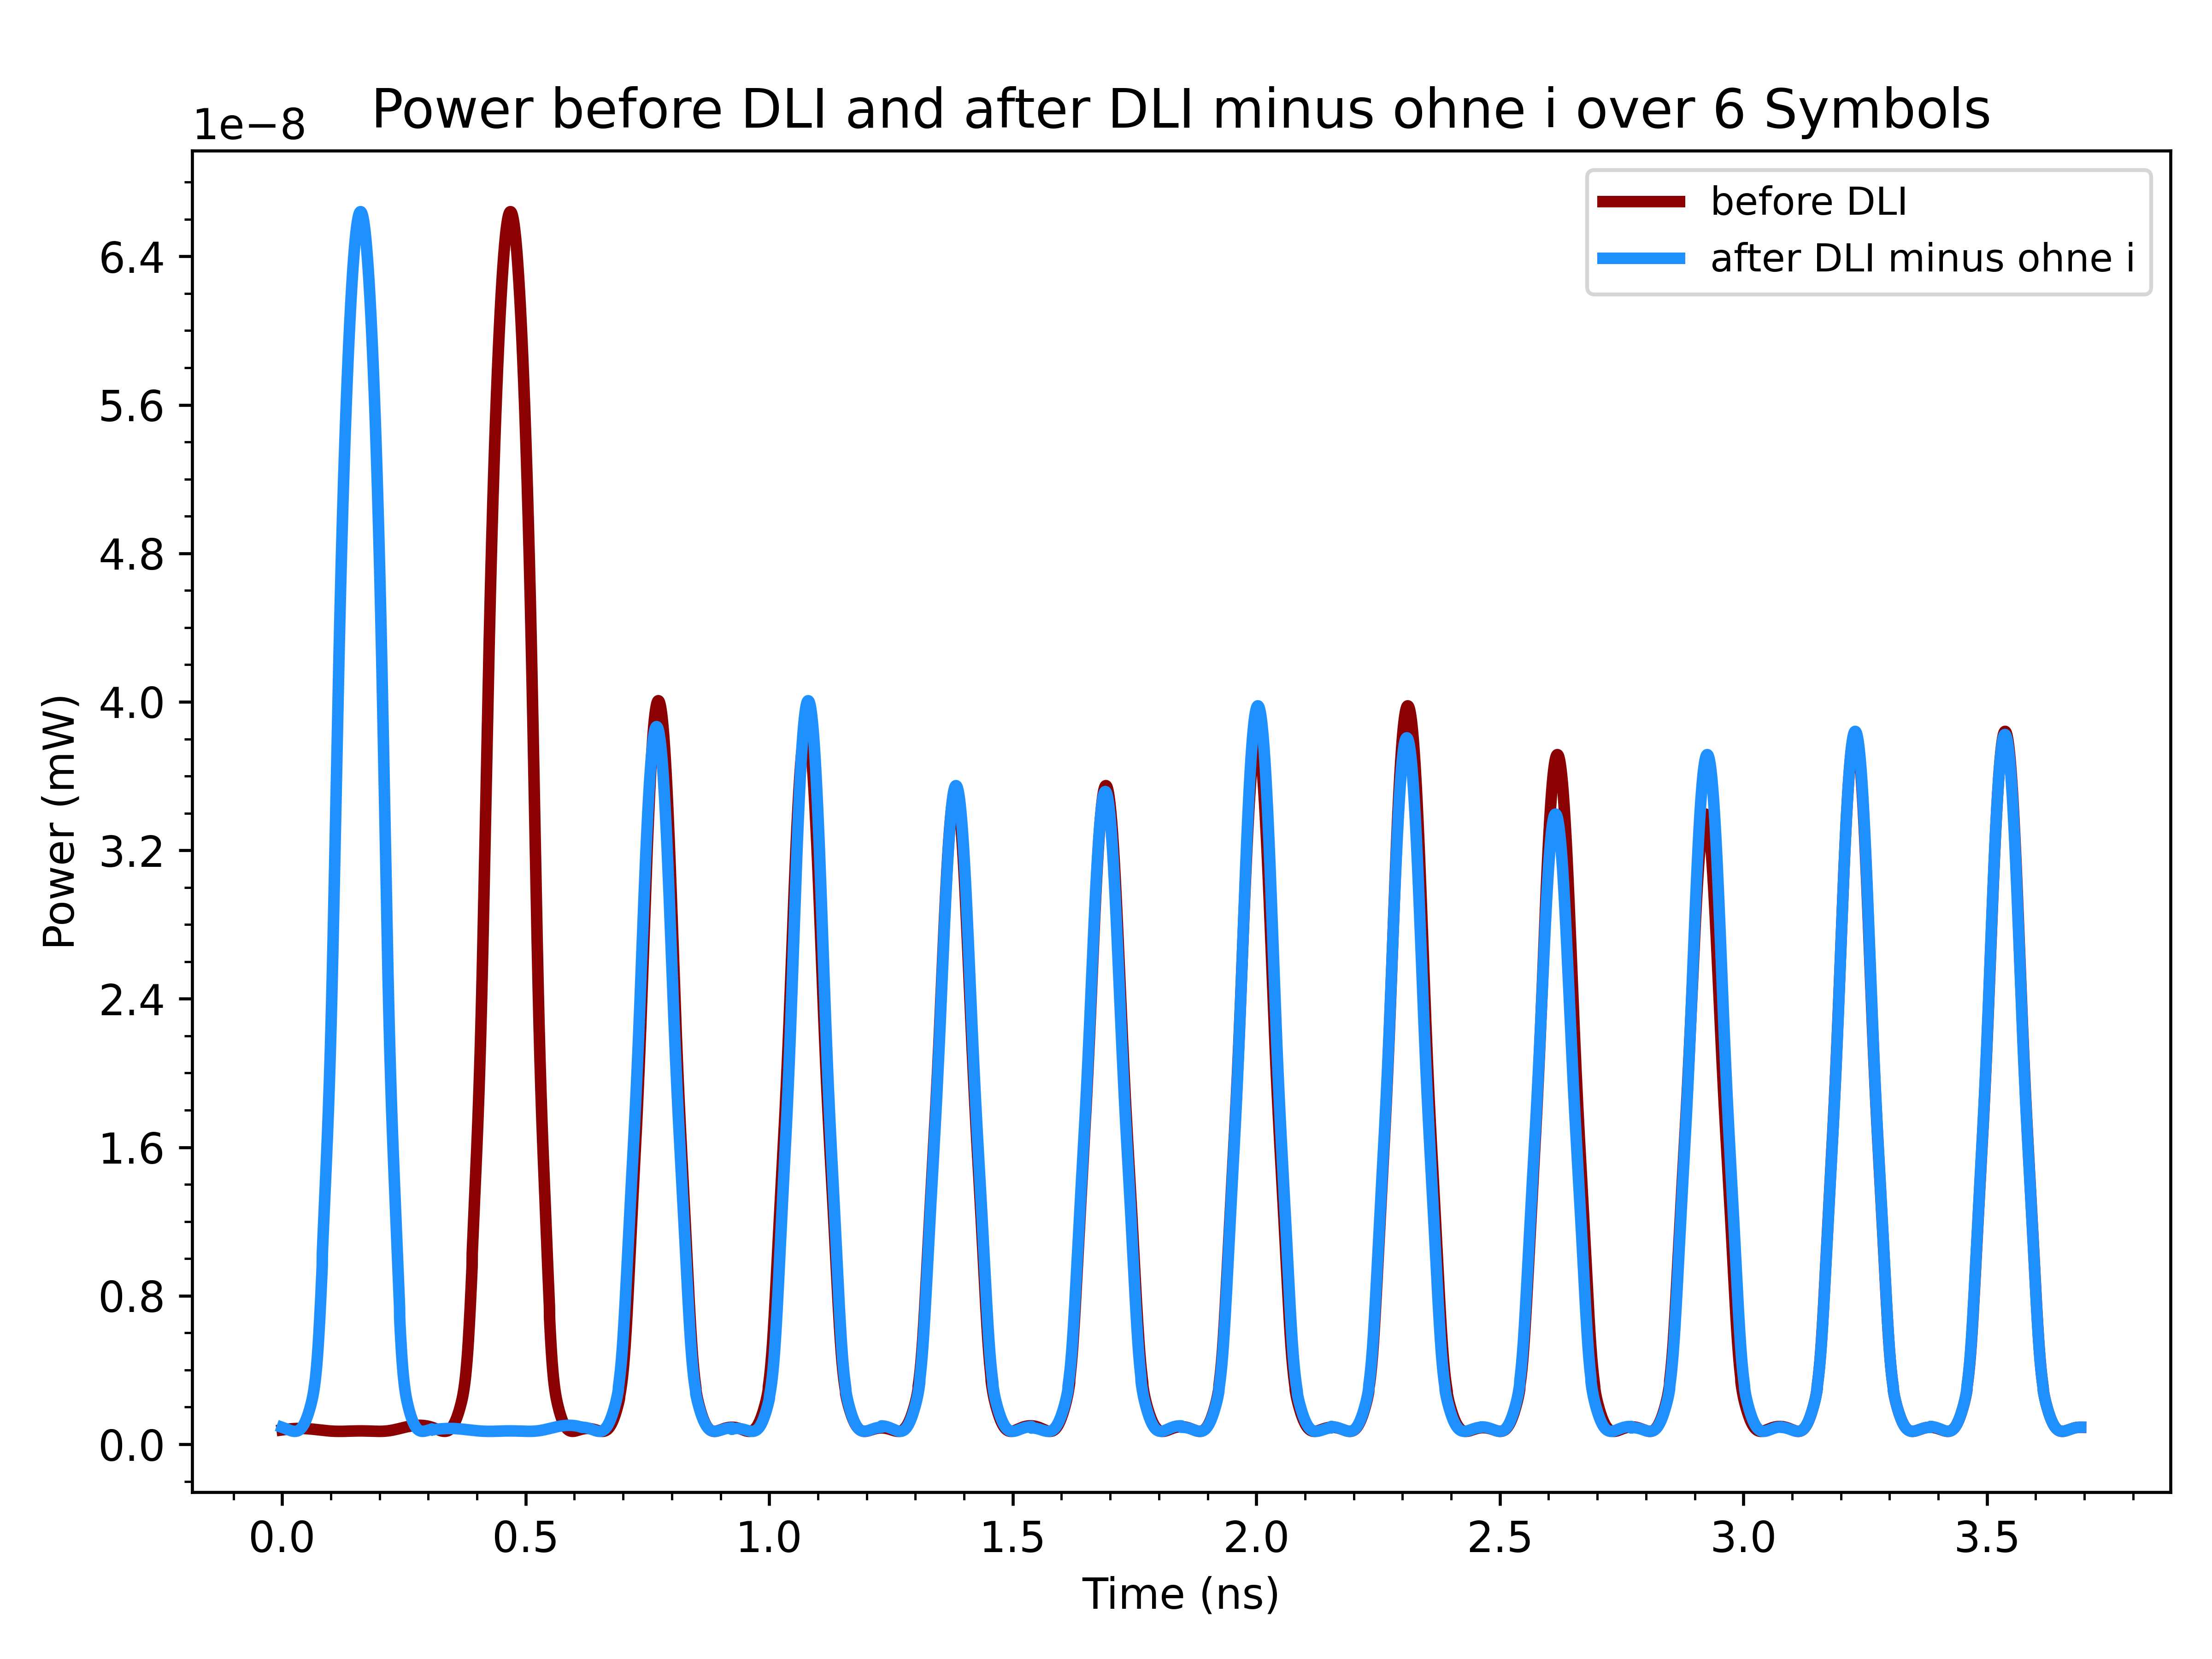 Power before DLI and after DLI minus ohne i over 6 Symbols
1e−8
before DLI
after DLI minus ohne i
6.4
5.6
4.8
4.0
3.2
2.4
1.6
0.8
0.0
Power (mW)
0.0 0.5 1.0 1.5 2.0 2.5 3.0 3.5
Time (ns)